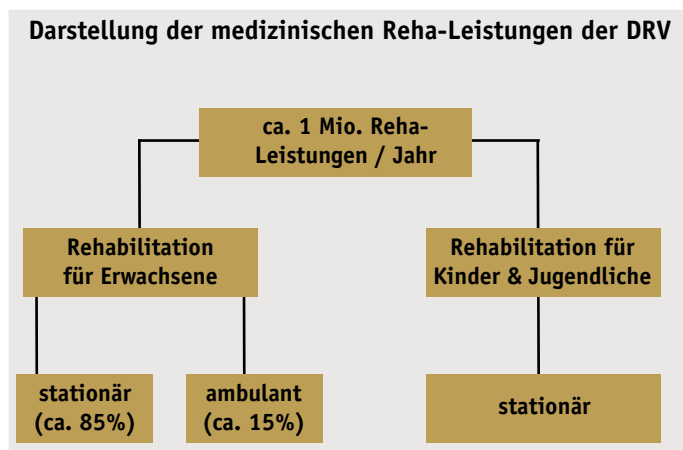 Darstellung der medizinischen Reha-Leistungen der DRV
ca. 1 Mio. Reha-
Leistungen / Jahr
Rehabilitation
für Erwachsene
Rehabilitation für
Kinder & Jugendliche
stationär
(ca. 85%)
ambulant
(ca. 15%)
stationär